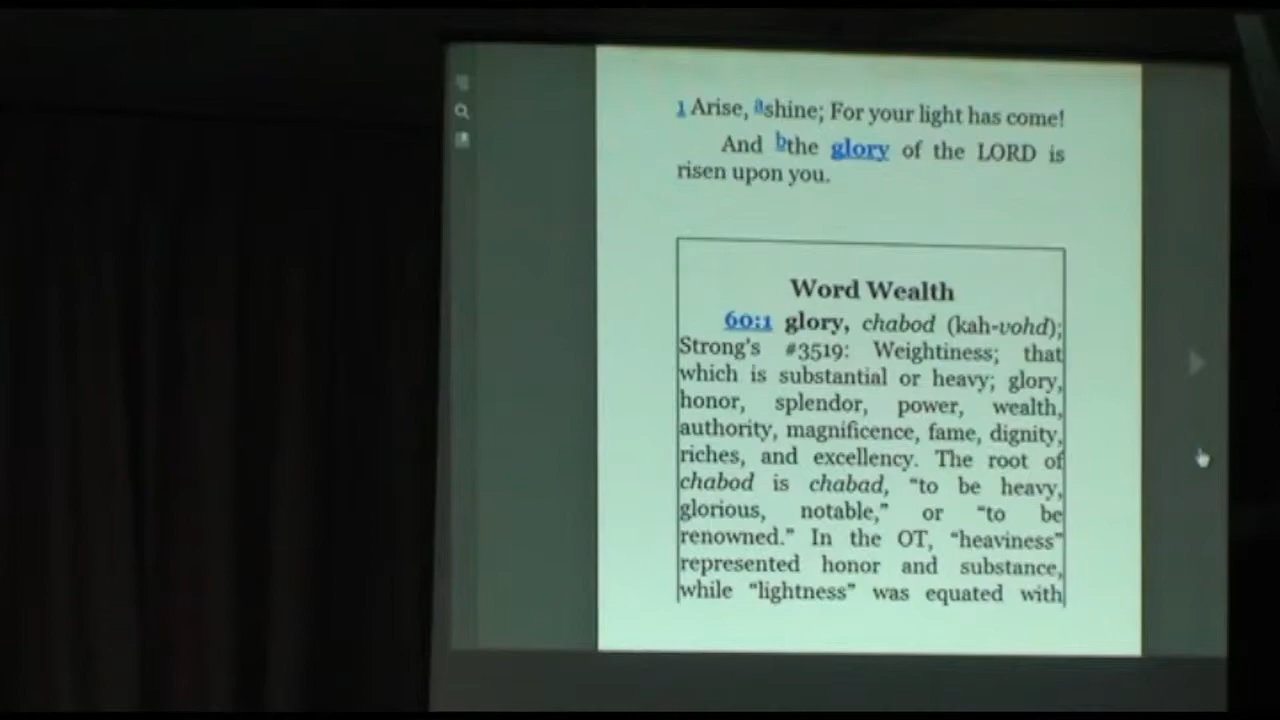 1 Arise, ashine; For your light has come!
And bthe glory of the LORD is
risen upon you.
Word Wealth
60:1 glory, chabod (kah-vohd);
Strong's #3519: Weightiness; that
which is substantial or heavy; glory,
honor, splendor, power, wealth,
authority, magnificence, fame, dignity,
riches, and excellency. The root of
chabod is chabad, “to be heavy,
glorious, notable,” or “to be
renowned.” In the OT, “heaviness”
represented honor and substance,
while “lightness” was equated with